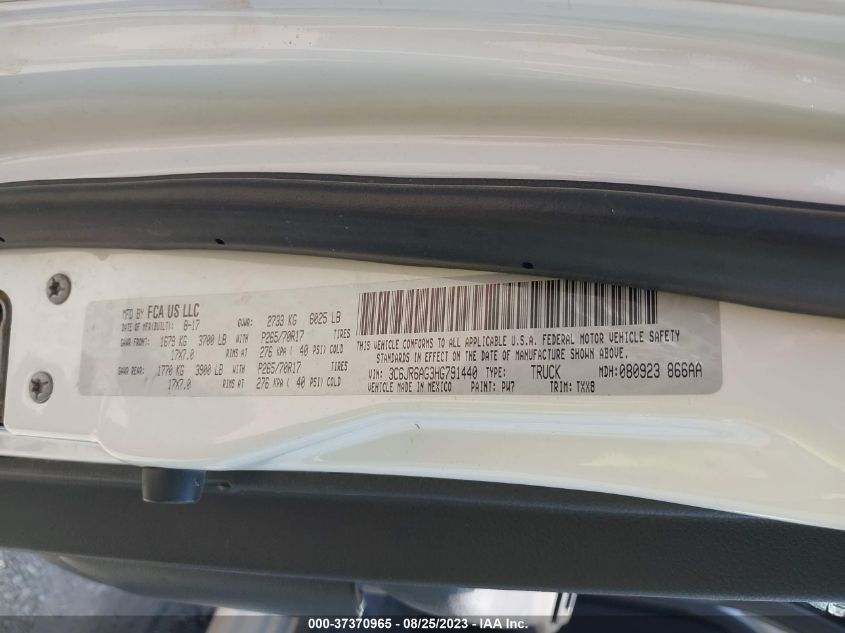 MFD BY FCA US LLC
DATE OF MFR(BUILT): 8-17 GVWR: 2733 KG 6025 LB
GAWR FRONT: 1679 KG 3700 LB WITH P265/70R17 TIRES
17X7.0 RIMS AT 276 KPA ( 40 PSI) COLD
GAWR REAR: 1770 KG 3900 LB WITH P265/70R17 TIRES
17X7.0 RIMS AT 276 KPA ( 40 PSI) COLD
THIS VEHICLE CONFORMS TO ALL APPLICABLE U.S.A. FEDERAL MOTOR VEHICLE SAFETY
STANDARDS IN EFFECT ON THE DATE OF MANUFACTURE SHOWN ABOVE.
VIN: 3C6JR6AG3HG791440 TYPE: TRUCK MDH: 080923 866AA
VEHICLE MADE IN MEXICO PAINT: PW7 TRIM: TXX8
000-37370965 - 08/25/2023 - IAA Inc.